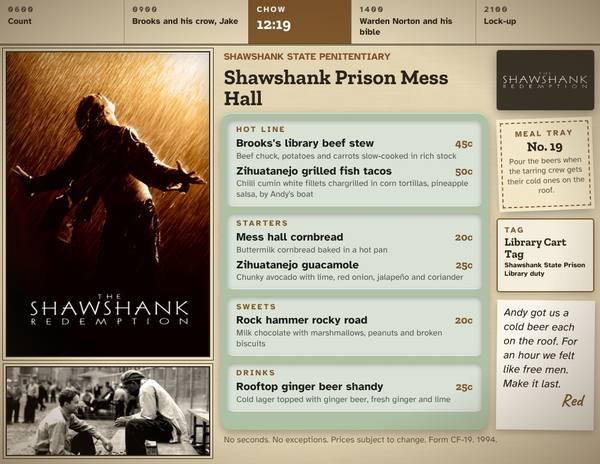 0600
Count
0900
Brooks and his crow, Jake
CHOW
12:19
1400
Warden Norton and his
bible
2100
Lock-up
THE
SHAWSHANK
REDEMPTION
SHAWSHANK STATE PENITENTIARY
Shawshank Prison Mess
Hall
HOT LINE
Brooks's library beef stew 45c
Beef chuck, potatoes and carrots slow-cooked in rich stock
Zihuatanejo grilled fish tacos 50c
Chilli cumin white fillets chargrilled in corn tortillas, pineapple
salsa, by Andy's boat
STARTERS
Mess hall cornbread 20c
Buttermilk cornbread baked in a hot pan
Zihuatanejo guacamole 25c
Chunky avocado with lime, red onion, jalapeño and coriander
SWEETS
Rock hammer rocky road 20c
Milk chocolate with marshmallows, peanuts and broken
biscuits
DRINKS
Rooftop ginger beer shandy 25c
Cold lager topped with ginger beer, fresh ginger and lime
No seconds. No exceptions. Prices subject to change. Form CF-19. 1994.
THE
SHAWSHANK
REDEMPTION
MEAL TRAY
No. 19
Pour the beers when
the tarring crew gets
their cold ones on the
roof.
TAG
Library Cart
Tag
Shawshank State Prison
Library duty
Andy got us a
cold beer each
on the roof. For
an hour we felt
like free men.
Make it last.
Red